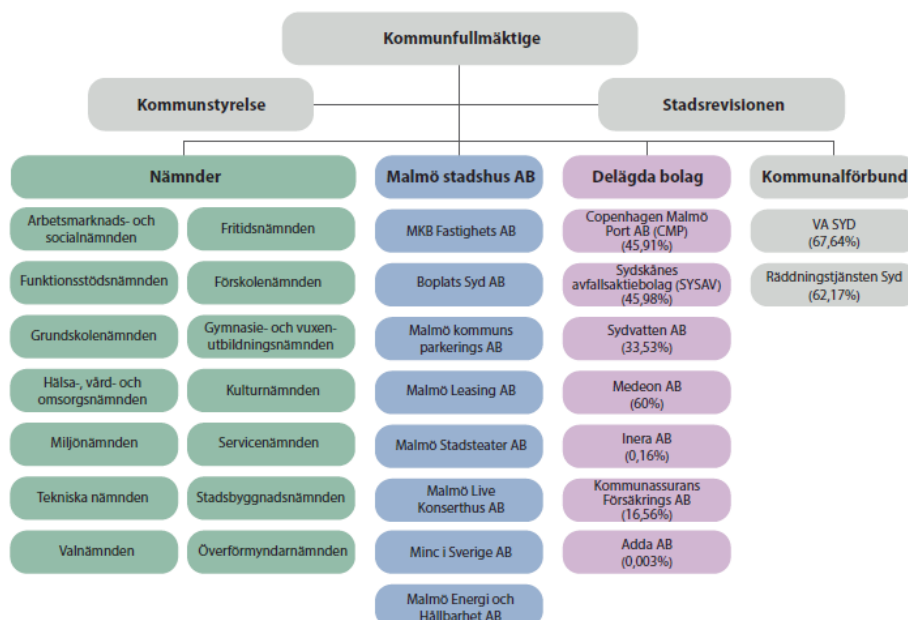 Kommunfullmäktige
Kommunstyrelse
Stadsrevisionen
Nämnder
Malmö stadshus AB
Delägda bolag
Kommunalförbund
Arbetsmarknads- och
socialnämnden
Fritidsnämnden
MKB Fastighets AB
Copenhagen Malmö
Port AB (CMP)
(45,91%)
VA SYD
(67,64%)
Funktionsstödsnämnden
Förskolenämnden
Boplats Syd AB
Sydskånes
avfallsaktiebolag (SYSAV)
(45,98%)
Räddningstjänsten Syd
(62,17%)
Grundskolenämnden
Gymnasie- och vuxen-
utbildningsnämnden
Malmö kommuns
parkerings AB
Sydvatten AB
(33,53%)
Hälsa-, vård- och
omsorgsnämnden
Kulturnämnden
Malmö Leasing AB
Medeon AB
(60%)
Miljönämnden
Servicenämnden
Malmö Stadsteater AB
Inera AB
(0,16%)
Tekniska nämnden
Stadsbyggnadsnämnden
Malmö Live
Konserthus AB
Kommunassurans
Försäkrings AB
(16,56%)
Valnämnden
Överförmyndarnämnden
Minc i Sverige AB
Adda AB
(0,003%)
Malmö Energi och
Hållbarhet AB